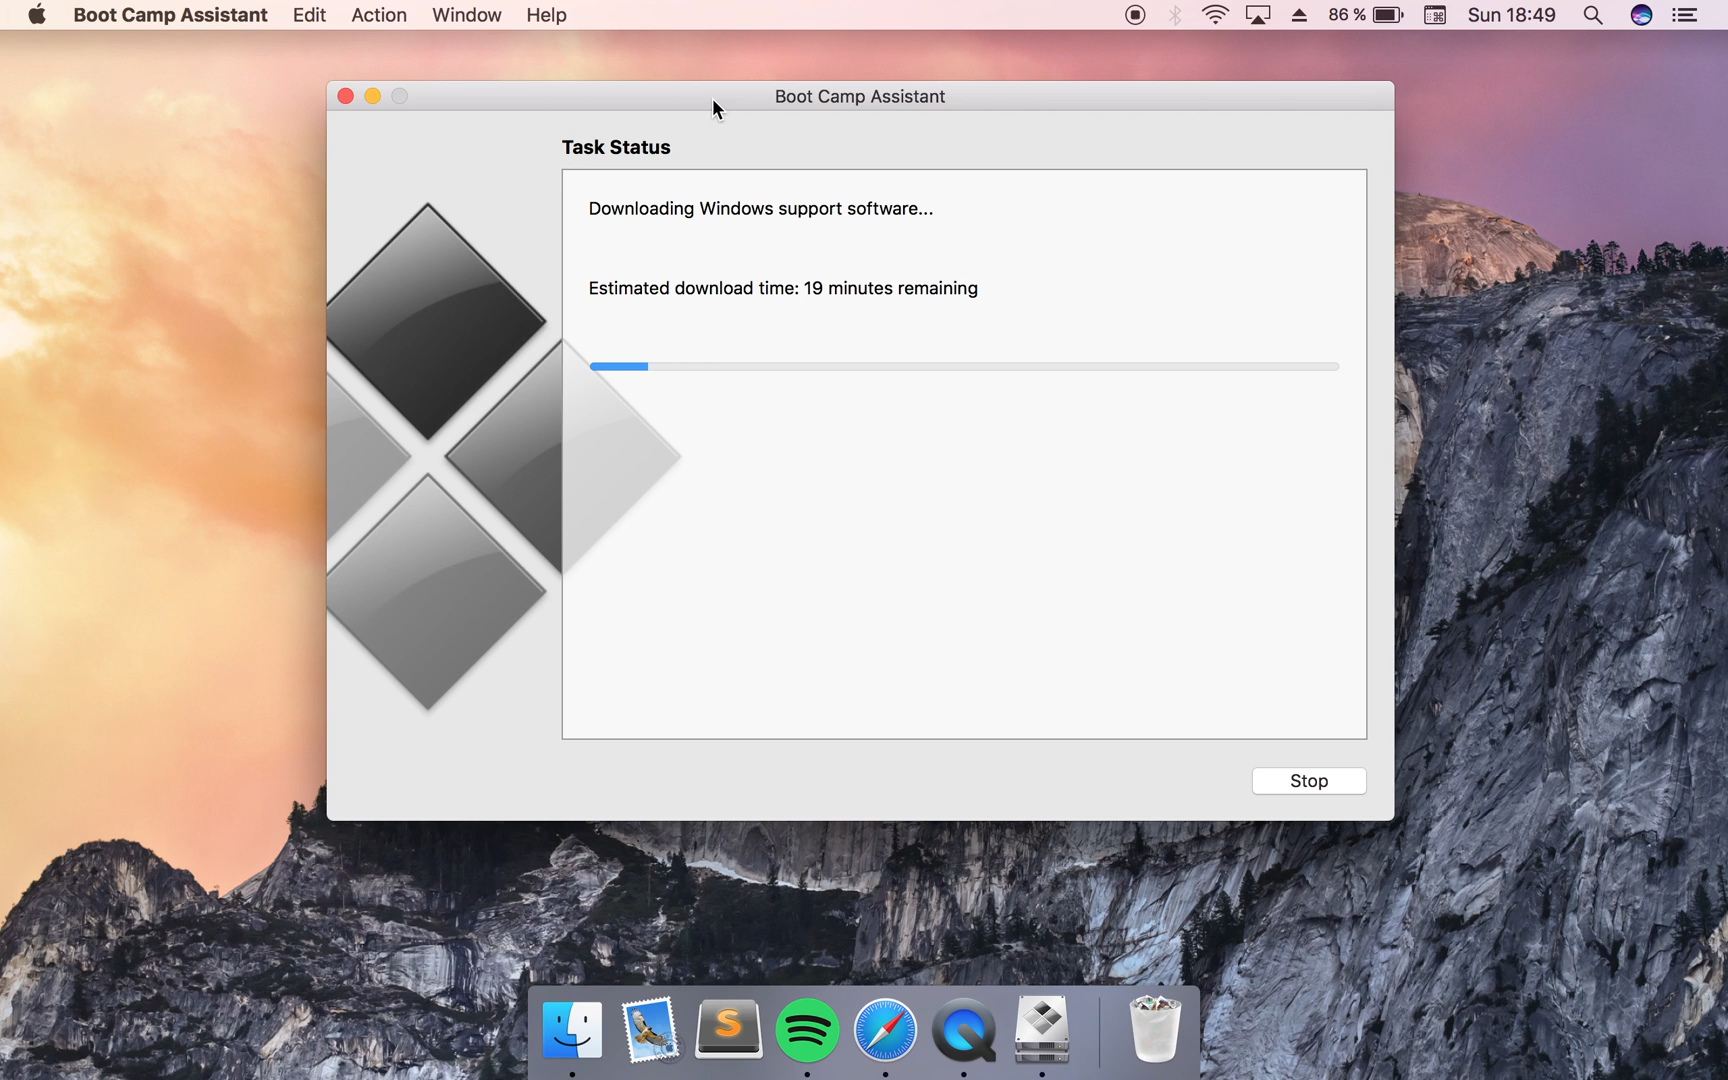 Boot Camp Assistant Edit Action Window Help 86 % Sun 18:49
Boot Camp Assistant
Task Status
Downloading Windows support software...
Estimated download time: 19 minutes remaining
Stop